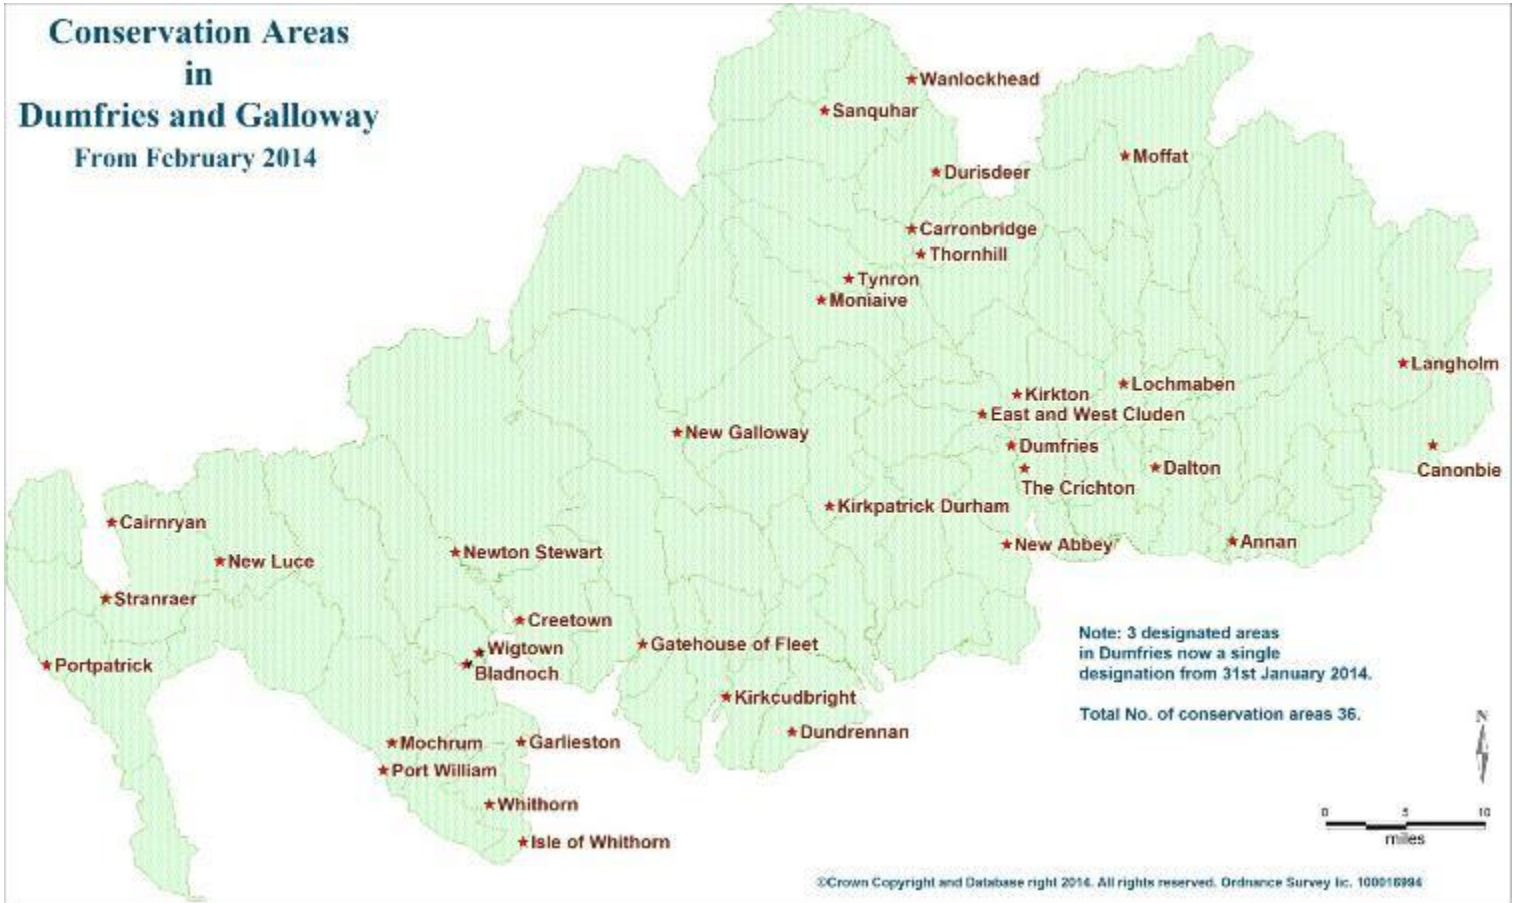 Conservation Areas
in
Dumfries and Galloway
From February 2014
Wanlockhead
Sanquhar
Moffat
Durisdeer
Carronbridge
Thornhill
Tynron
Moniaive
Langholm
Lochmaben
Kirkton
East and West Cluden
New Galloway
Dumfries
Dalton
Canonbie
The Crichton
Kirkpatrick Durham
Cairnryan
New Abbey
Annan
Newton Stewart
New Luce
Stranraer
Creetown
Gatehouse of Fleet
Wigtown
Portpatrick
Bladnoch
Kirkcudbright
Dundrennan
Mochrum
Garlieston
Port William
Whithorn
Isle of Whithorn
Note: 3 designated areas
in Dumfries now a single
designation from 31st January 2014.
Total No. of conservation areas 36.
N
0 5 10
miles
©Crown Copyright and Database right 2014. All rights reserved. Ordnance Survey lic. 100016994